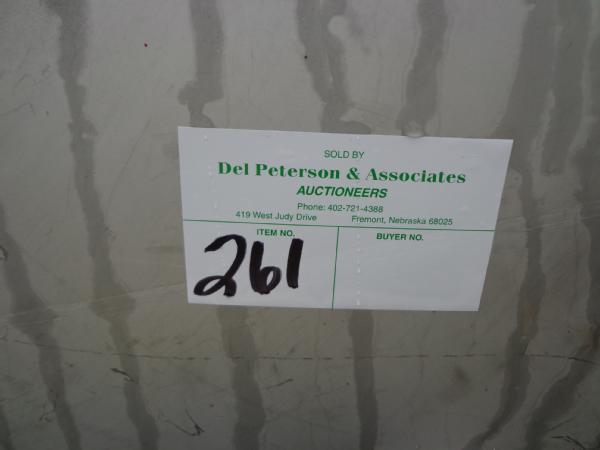 SOLD BY
Del Peterson & Associates
AUCTIONEERS
Phone: 402-721-4388
419 West Judy Drive Fremont, Nebraska 68025
ITEM NO. BUYER NO.
261